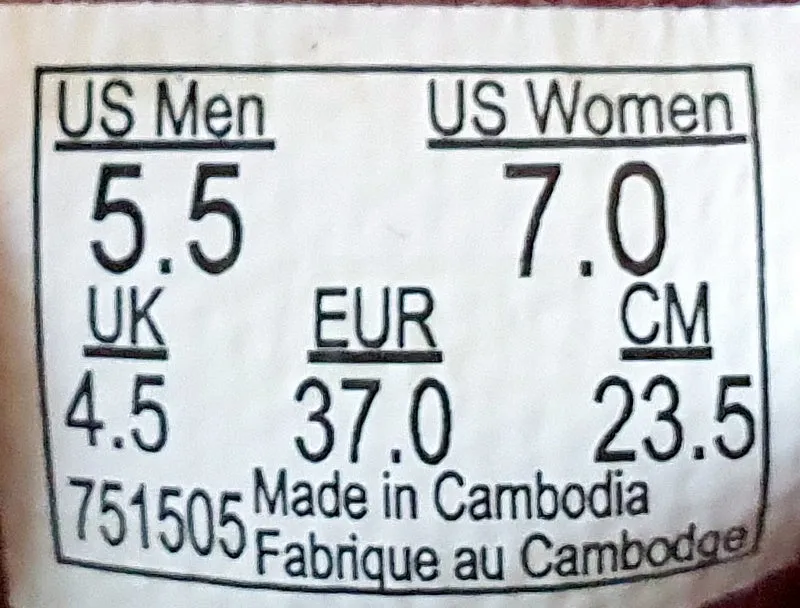 US Men US Women
5.5 7.0
UK EUR CM
4.5 37.0 23.5
751505 Made in Cambodia
Fabrique au Cambodge